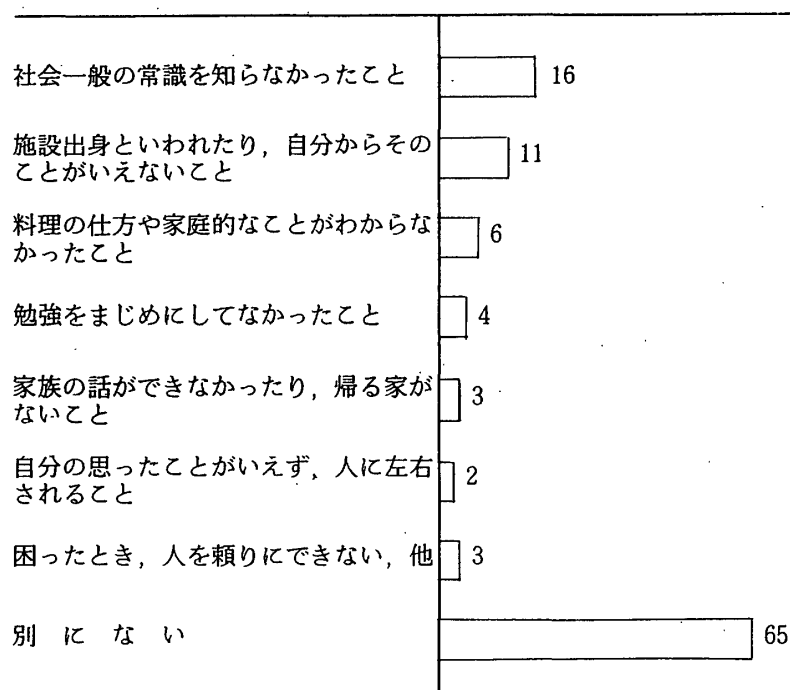 社会一般の常識を知らなかったこと 16
施設出身といわれたり，自分からその
ことがいえないこと 11
料理の仕方や家庭的なことがわからな
かったこと 6
勉強をまじめにしてなかったこと 4
家族の話ができなかったり，帰る家が
ないこと 3
自分の思ったことがいえず，人に左右
されること 2
困ったとき，人を頼りにできない，他 3
別にない 65